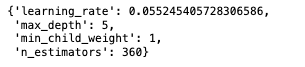 {'learning_rate': 0.055245405728306586,
 'max_depth': 5,
 'min_child_weight': 1,
 'n_estimators': 360}